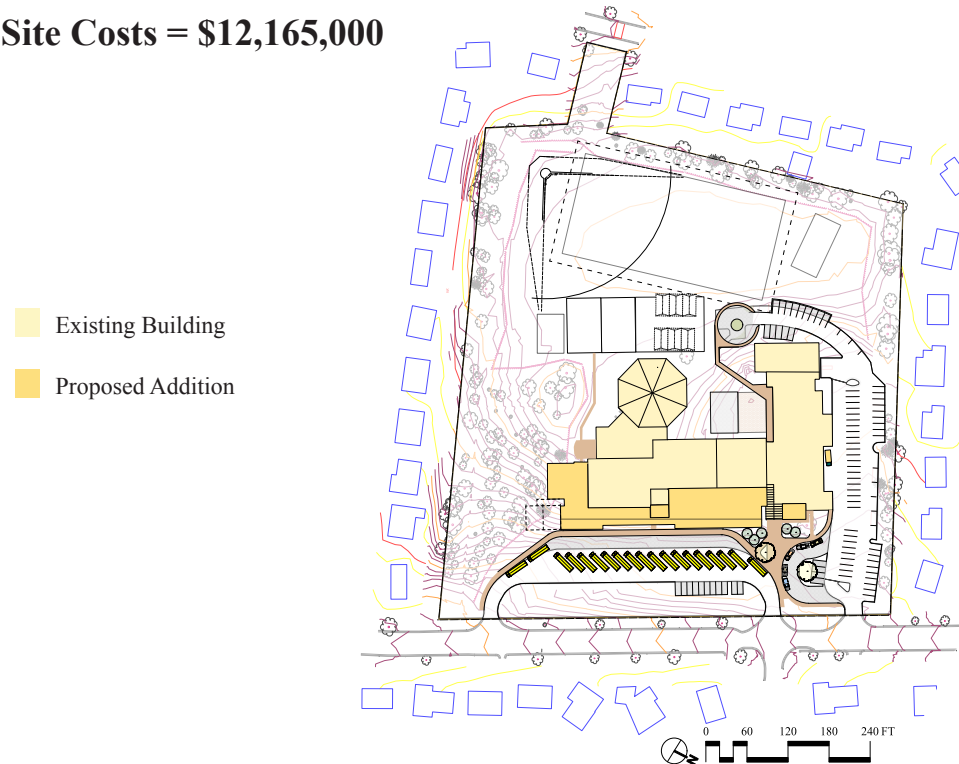 Site Costs = $12,165,000
Existing Building
Proposed Addition
0 60 120 180 240 FT
N